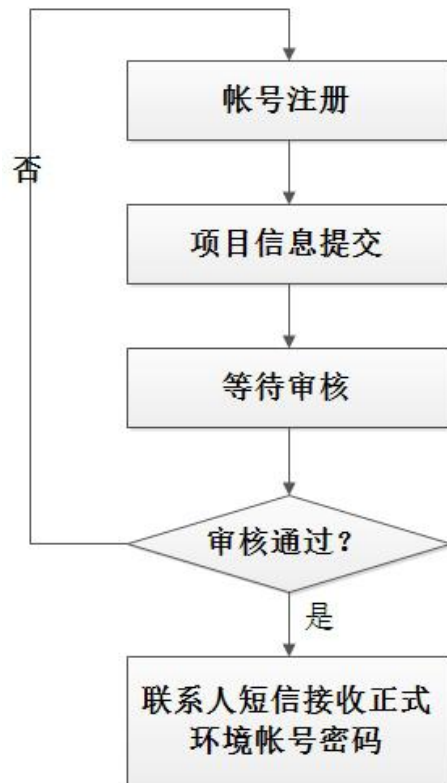 帐号注册
否
项目信息提交
等待审核
审核通过？
是
联系人短信接收正式
环境帐号密码